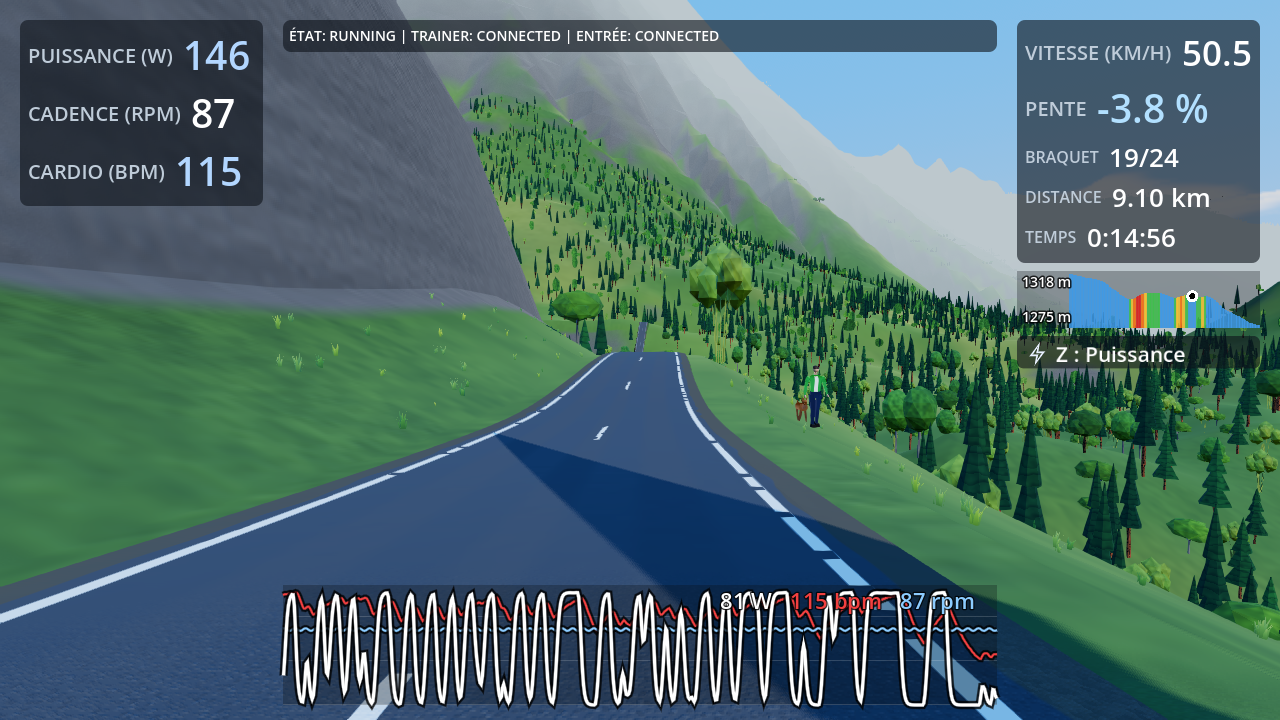 PUISSANCE (W) 146
CADENCE (RPM) 87
CARDIO (BPM) 115
ÉTAT: RUNNING | TRAINER: CONNECTED | ENTRÉE: CONNECTED
VITESSE (KM/H) 50.5
PENTE -3.8 %
BRAQUET 19/24
DISTANCE 9.10 km
TEMPS 0:14:56
1318 m
1275 m
Z : Puissance
81 W 115 bpm 87 rpm